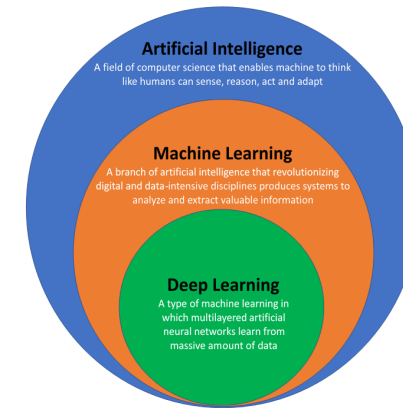 Artificial Intelligence
A field of computer science that enables machine to think
like humans can sense, reason, act and adapt
Machine Learning
A branch of artificial intelligence that revolutionizing
digital and data-intensive disciplines produces systems to
analyze and extract valuable information
Deep Learning
A type of machine learning in
which multilayered artificial
neural networks learn from
massive amount of data